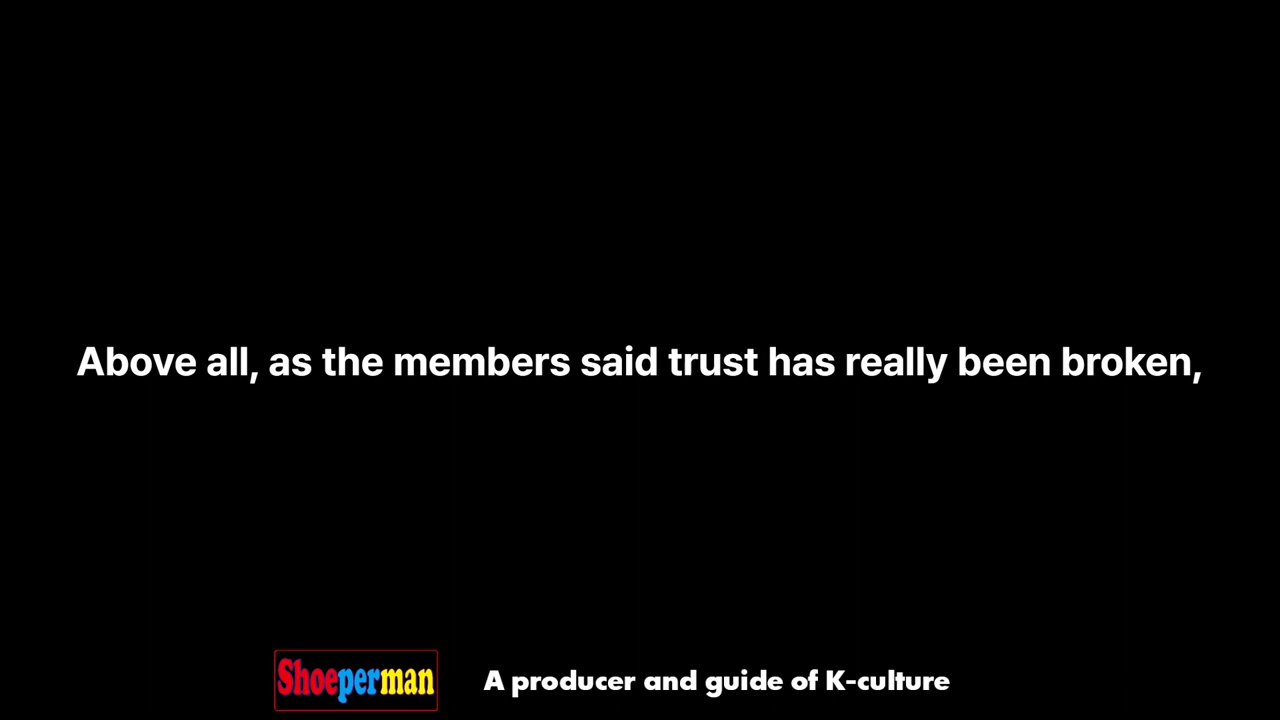 Above all, as the members said trust has really been broken,
Shoeperman
A producer and guide of K-culture